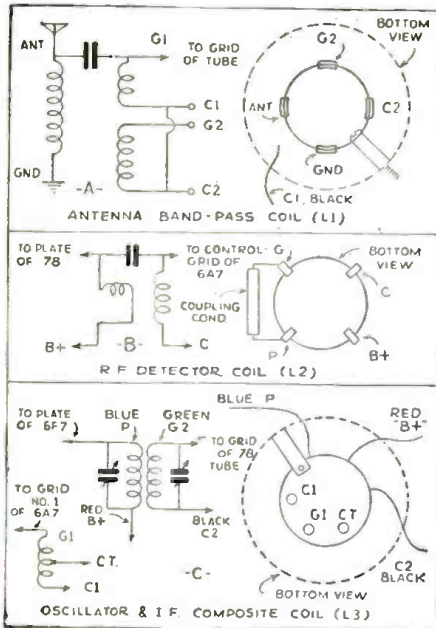 ANT
G1
TO GRID
OF TUBE
C1
G2
C2
GND
-A-
G2
BOTTOM
VIEW
ANT
C2
GND
C1, BLACK
ANTENNA BAND-PASS COIL (L1)
TO PLATE
OF 78
TO CONTROL-G
GRID OF
6A7
B+
-B-
C
BOTTOM
VIEW
COUPLING
COND.
C
P
B+
R F DETECTOR COIL (L2)
TO PLATE
OF 6F7
BLUE
P
GREEN
G2
TO GRID
OF 78
TUBE
TO GRID
NO. 1
OF 6A7
G1
RED
B+
BLACK
C2
CT.
C1
-C-
BLUE P
RED
"B+"
C1
G1
CT
C2
BLACK
BOTTOM VIEW
OSCILLATOR & I.F. COMPOSITE COIL (L3)